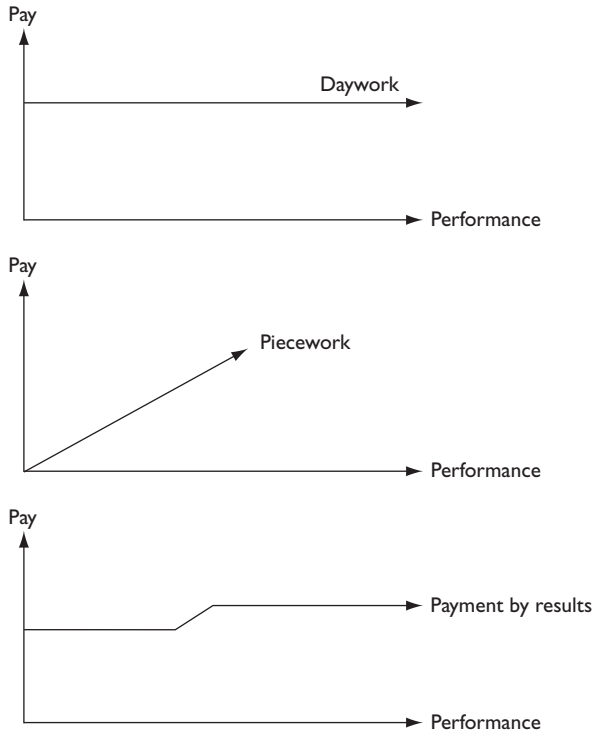 Pay
Daywork
Performance
Pay
Piecework
Performance
Pay
Payment by results
Performance